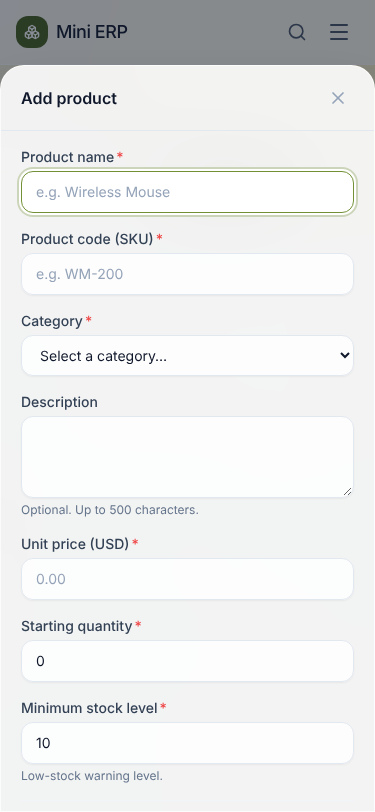 Mini ERP
Add product
Product name *
e.g. Wireless Mouse
Product code (SKU) *
e.g. WM-200
Category *
Select a category...
Description
Optional. Up to 500 characters.
Unit price (USD) *
0.00
Starting quantity *
0
Minimum stock level *
10
Low-stock warning level.